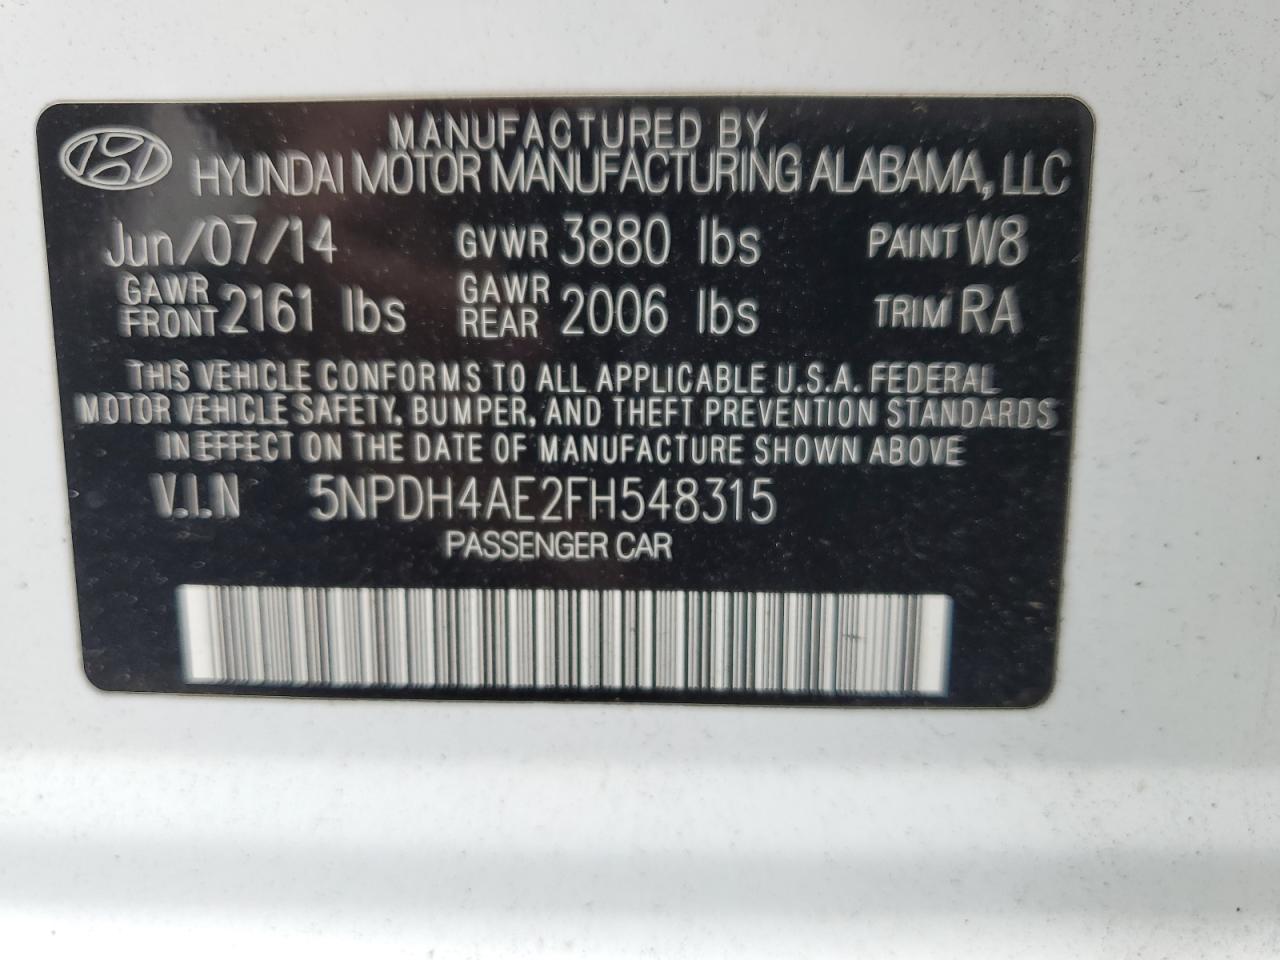 MANUFACTURED BY
HYUNDAI MOTOR MANUFACTURING ALABAMA, LLC
Jun/07/14 GVWR 3880 lbs PAINT W8
GAWR FRONT 2161 lbs GAWR REAR 2006 lbs TRIM RA
THIS VEHICLE CONFORMS TO ALL APPLICABLE U.S.A. FEDERAL
MOTOR VEHICLE SAFETY, BUMPER, AND THEFT PREVENTION STANDARDS
IN EFFECT ON THE DATE OF MANUFACTURE SHOWN ABOVE
V.I.N 5NPDH4AE2FH548315
PASSENGER CAR